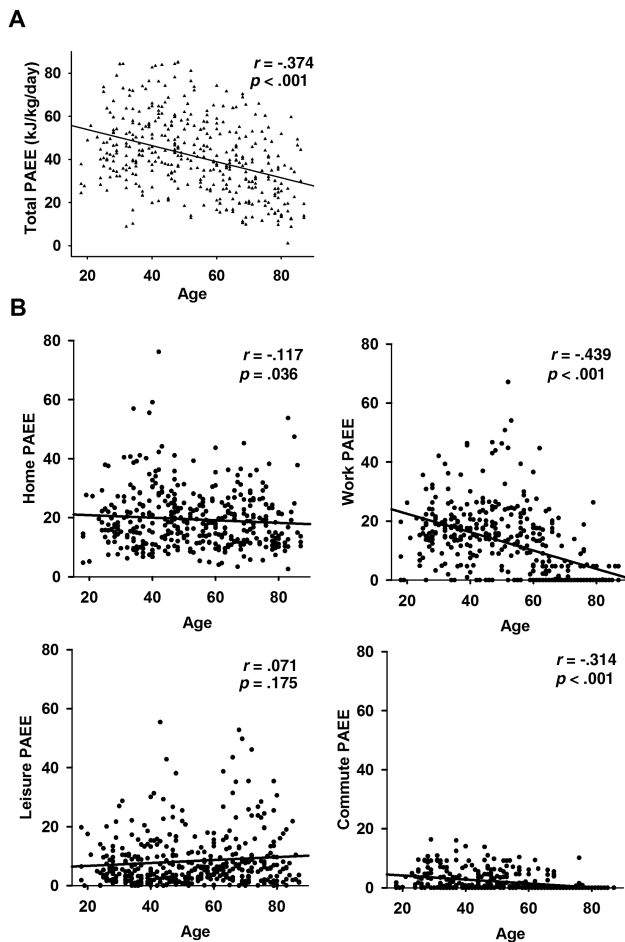 A
r = -.374
p < .001
Total PAEE (kJ/kg/day)
80
60
40
20
0
20 40 60 80
Age
B
r = -.117
p = .036
Home PAEE
80
60
40
20
0
20 40 60 80
Age
r = -.439
p < .001
Work PAEE
80
60
40
20
0
20 40 60 80
Age
r = .071
p = .175
Leisure PAEE
80
60
40
20
0
20 40 60 80
Age
r = -.314
p < .001
Commute PAEE
80
60
40
20
0
20 40 60 80
Age